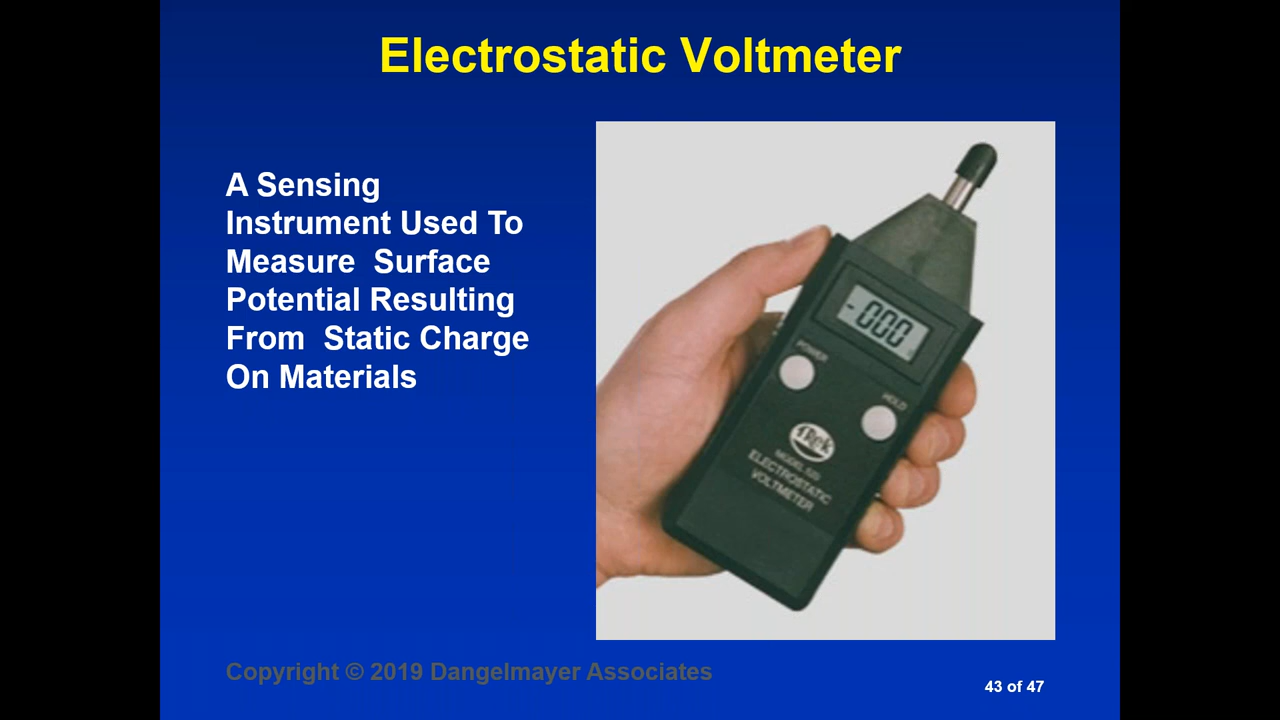 Electrostatic Voltmeter
A Sensing
Instrument Used To
Measure  Surface
Potential Resulting
From  Static Charge
On Materials
-000
POWER
HOLD
TRek
ELECTROSTATIC
VOLTMETER
Copyright © 2019 Dangelmayer Associates
43 of 47